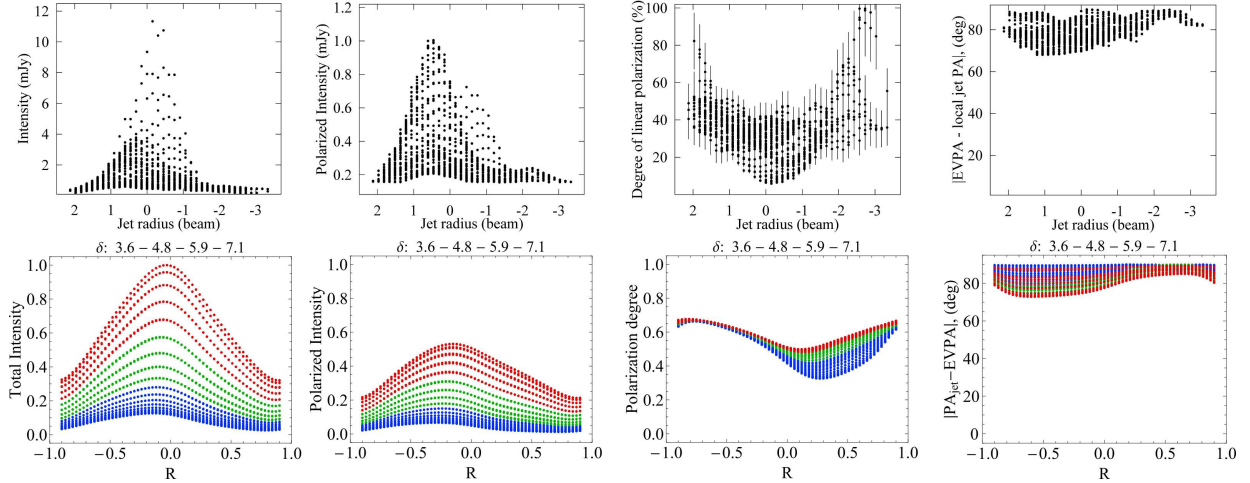 Intensity (mJy)
12
10
8
6
4
2
2 1 0 -1 -2 -3
Jet radius (beam)
Polarized Intensity (mJy)
1.2
1.0
0.8
0.6
0.4
0.2
2 1 0 -1 -2 -3
Jet radius (beam)
Degree of linear polarization (%)
100
80
60
40
20
2 1 0 -1 -2 -3
Jet radius (beam)
|EVPA - local jet PA|, (deg)
80
60
40
20
2 1 0 -1 -2 -3
Jet radius (beam)
δ: 3.6 − 4.8 − 5.9 − 7.1
Total Intensity
1.0
0.8
0.6
0.4
0.2
0.0
−1.0 −0.5 0.0 0.5 1.0
R
δ: 3.6 − 4.8 − 5.9 − 7.1
Polarized Intensity
1.0
0.8
0.6
0.4
0.2
0.0
−1.0 −0.5 0.0 0.5 1.0
R
δ: 3.6 − 4.8 − 5.9 − 7.1
Polarization degree
1.0
0.8
0.6
0.4
0.2
0.0
−1.0 −0.5 0.0 0.5 1.0
R
δ: 3.6 − 4.8 − 5.9 − 7.1
|PAjet−EVPA|, (deg)
80
60
40
20
0
−1.0 −0.5 0.0 0.5 1.0
R